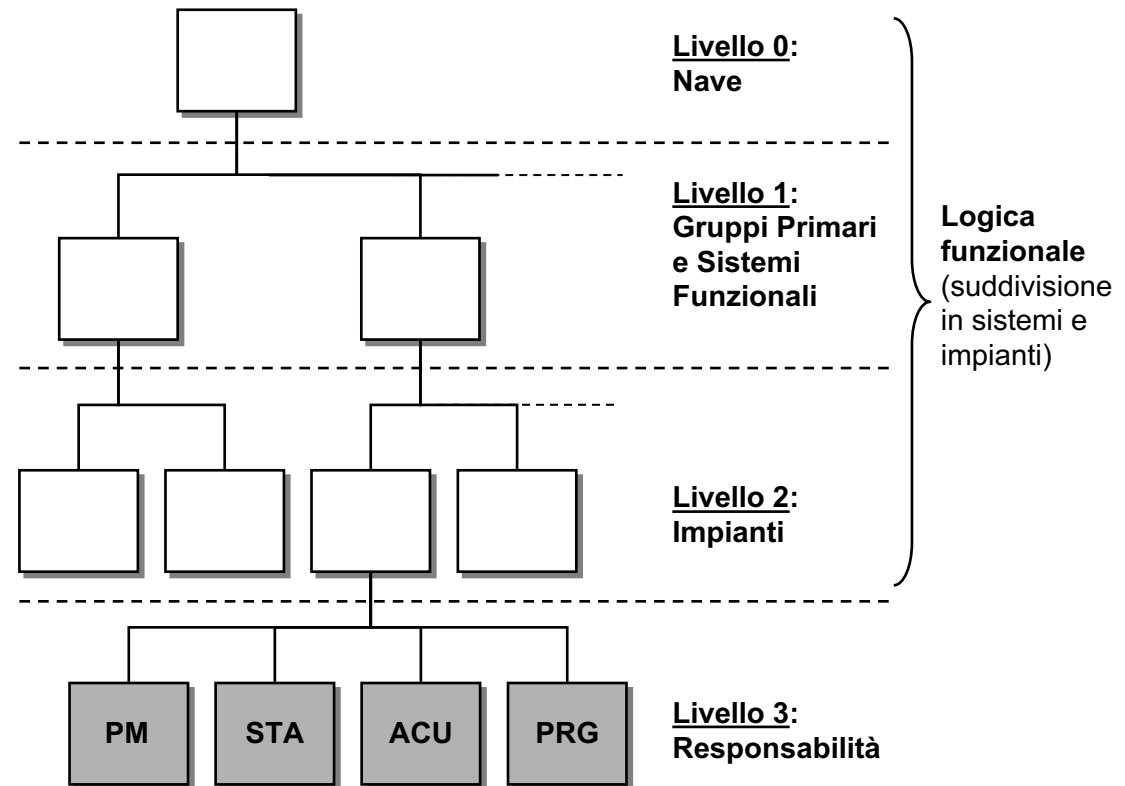 Livello 0:
Nave
Livello 1:
Gruppi Primari
e Sistemi
Funzionali
Logica
funzionale
(suddivisione
in sistemi e
impianti)
Livello 2:
Impianti
PM
STA
ACU
PRG
Livello 3:
Responsabilità